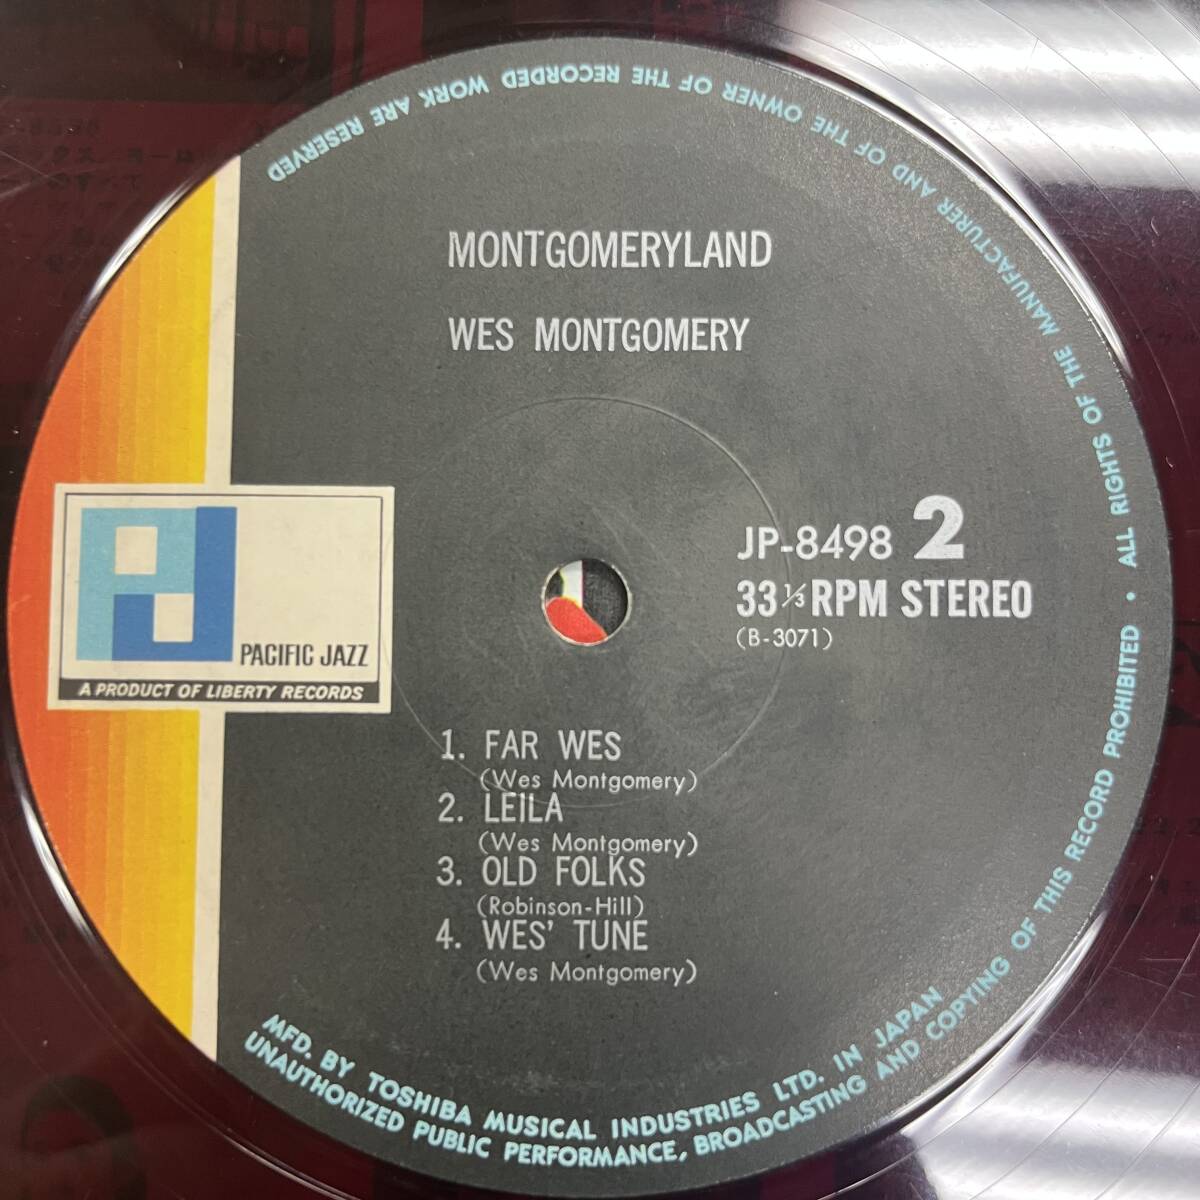 MONTGOMERYLAND
WES MONTGOMERY
JP-8498 2
33 1/3 RPM STEREO
(B-3071)
PJ
PACIFIC JAZZ
A PRODUCT OF LIBERTY RECORDS
1. FAR WES
(Wes Montgomery)
2. LEILA
(Wes Montgomery)
3. OLD FOLKS
(Robinson-Hill)
4. WES' TUNE
(Wes Montgomery)
MFD. BY TOSHIBA MUSICAL INDUSTRIES LTD. IN JAPAN
UNAUTHORIZED PUBLIC PERFORMANCE, BROADCASTING AND COPYING OF THIS RECORD PROHIBITED • ALL RIGHTS OF THE MANUFACTURER AND OF THE OWNER OF THE RECORDED WORK ARE RESERVED